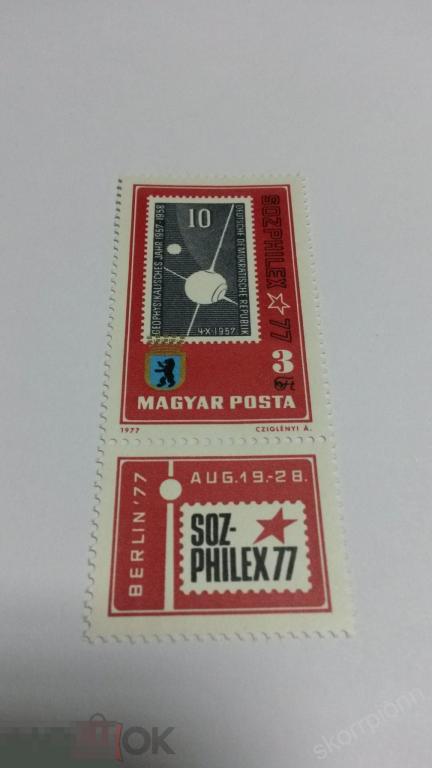 GEOPHYSIKALISCHES JAHR 1957-1958
10
DEUTSCHE DEMOKRATISCHE REPUBLIK
4·X·1957
SOZPHILEX ☆ 77
3
Ft
MAGYAR POSTA
1977
CZIGLÉNYI Á.
BERLIN '77
AUG.19.-28.
SOZ-
PHILEX 77
skorrpiönn